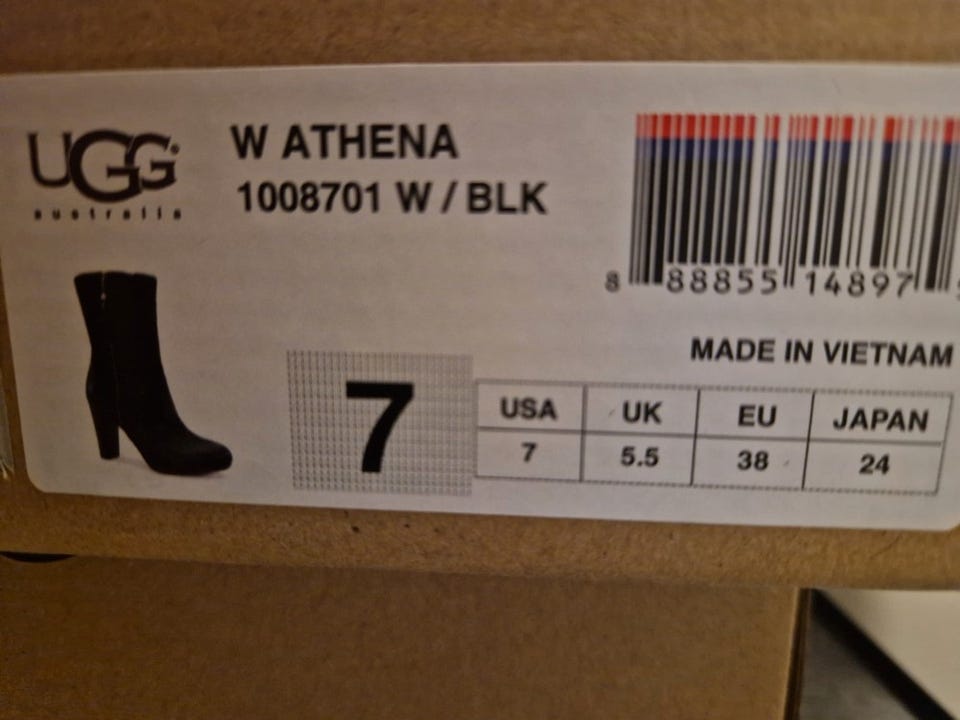 UGG
australia
W ATHENA
1008701 W / BLK
8 88855 14897
MADE IN VIETNAM
7
USA UK EU JAPAN
7 5.5 38 24